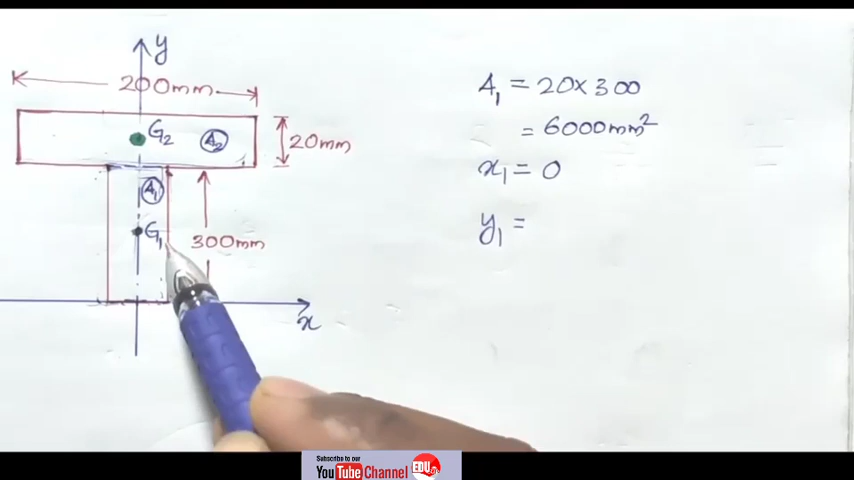 y
200mm
G2
A2
20mm
A1
G1
300mm
x
A1 = 20x300
= 6000mm²
x1 = 0
y1 =
Subscribe to our
YouTube Channel
EDU